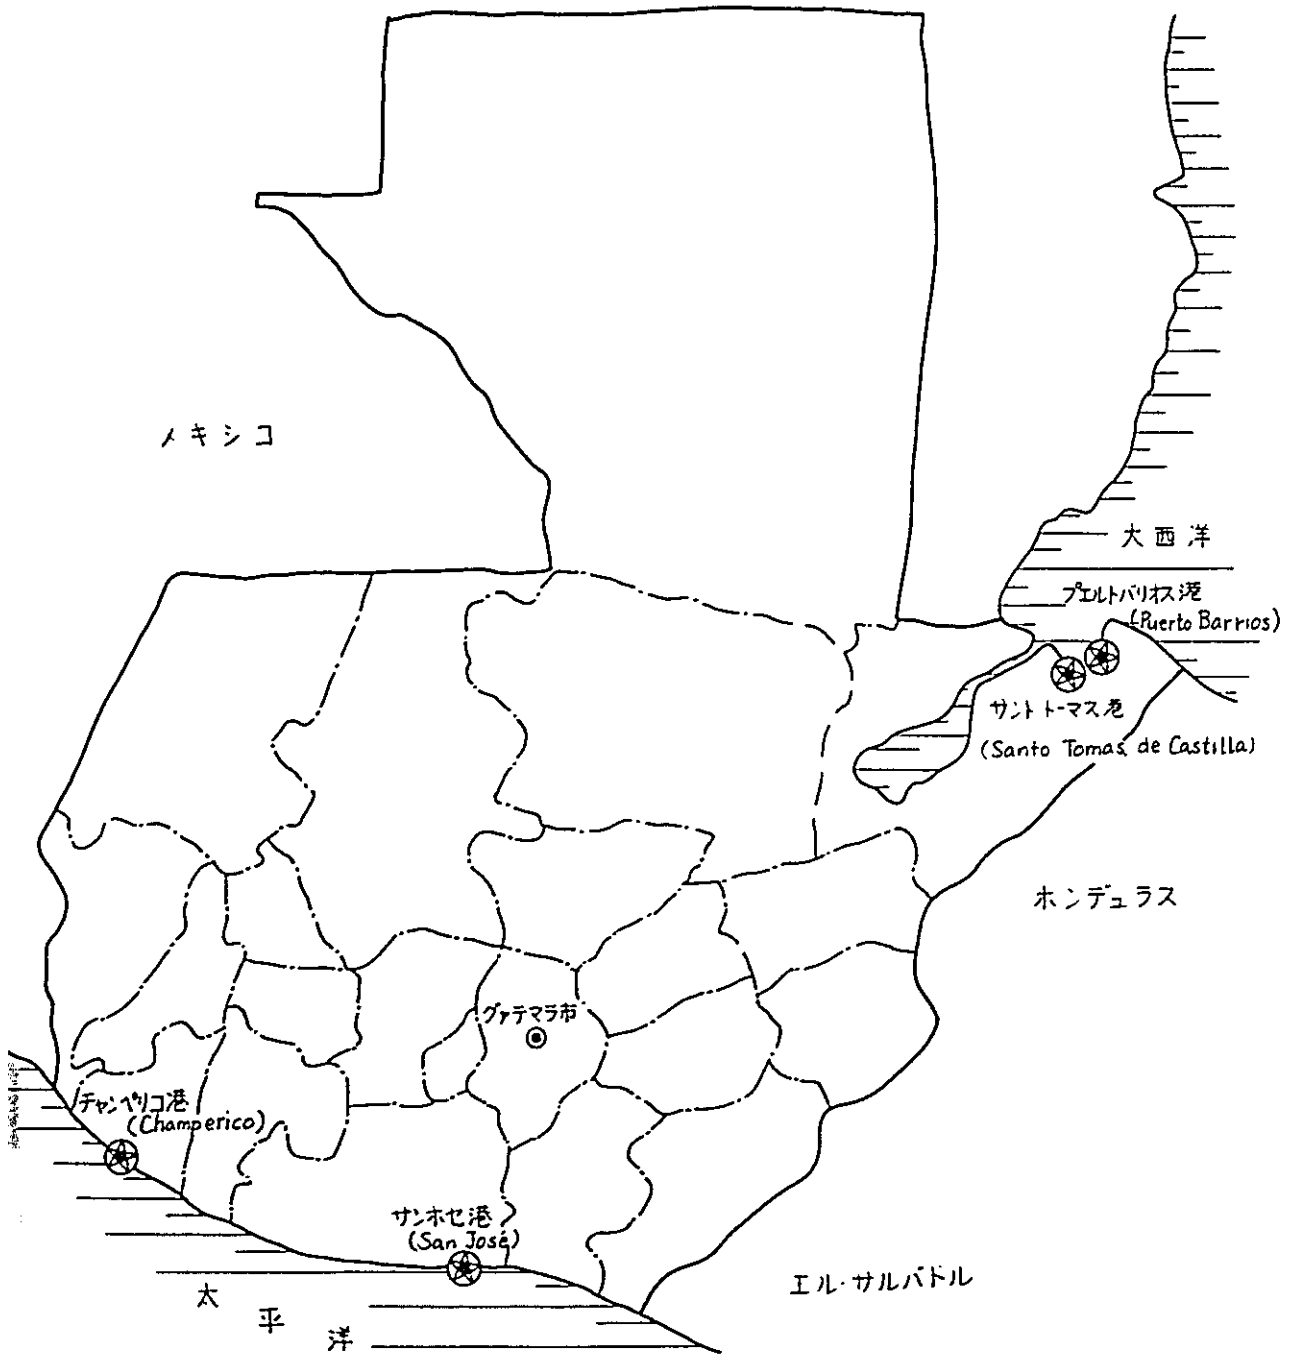 メキシコ
大西洋
プエルトバリオス港
(Puerto Barrios)
サントトーマス港
(Santo Tomas de Castilla)
ホンデュラス
グァテマラ市
チャンペリコ港
(Champerico)
サンホセ港
(San José)
エル・サルバドル
太
平
洋